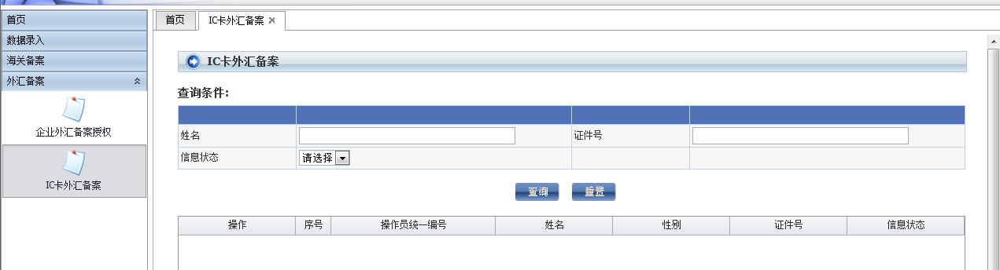 首页
数据录入
海关备案
外汇备案
企业外汇备案授权
IC卡外汇备案
首页 IC卡外汇备案
IC卡外汇备案
查询条件:
姓名 证件号
信息状态 请选择
查询 重置
操作 序号 操作员统一编号 姓名 性别 证件号 信息状态